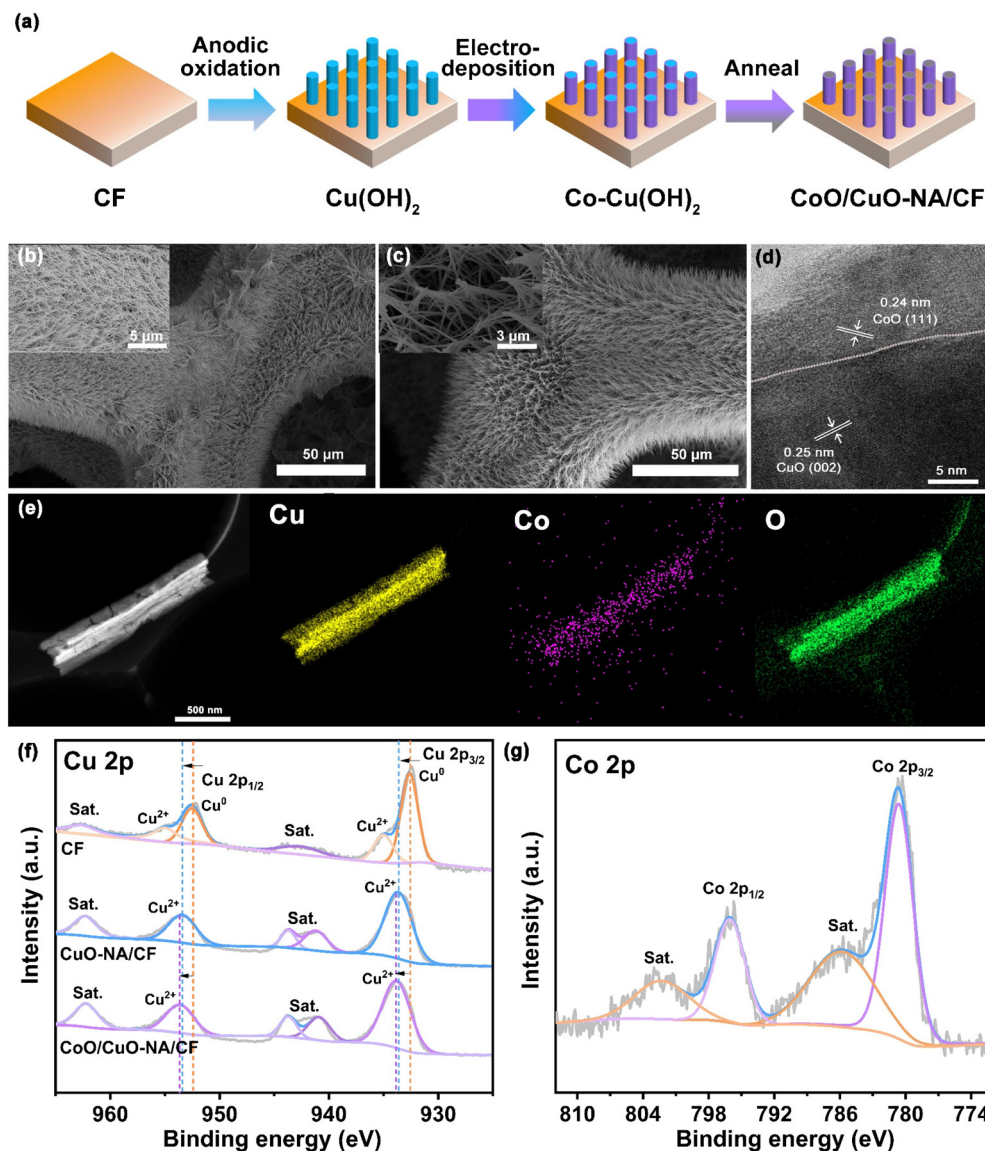 (a)
Anodic
oxidation
Electro-
deposition
Anneal
CF
Cu(OH)₂
Co-Cu(OH)₂
CoO/CuO-NA/CF
(b)
5 μm
50 μm
(c)
3 μm
50 μm
(d)
0.24 nm
CoO (111)
0.25 nm
CuO (002)
5 nm
(e)
500 nm
Cu
Co
O
(f)
Cu 2p
Cu 2p₁/₂
Cu 2p₃/₂
Cu⁰
Cu⁰
Sat.
Cu²⁺
Sat.
Cu²⁺
CF
Sat.
Cu²⁺
Sat.
Cu²⁺
CuO-NA/CF
Sat.
Cu²⁺
Sat.
Cu²⁺
CoO/CuO-NA/CF
Intensity (a.u.)
960 950 940 930
Binding energy (eV)
(g)
Co 2p
Co 2p₃/₂
Co 2p₁/₂
Sat.
Sat.
Intensity (a.u.)
810 804 798 792 786 780 774
Binding energy (eV)